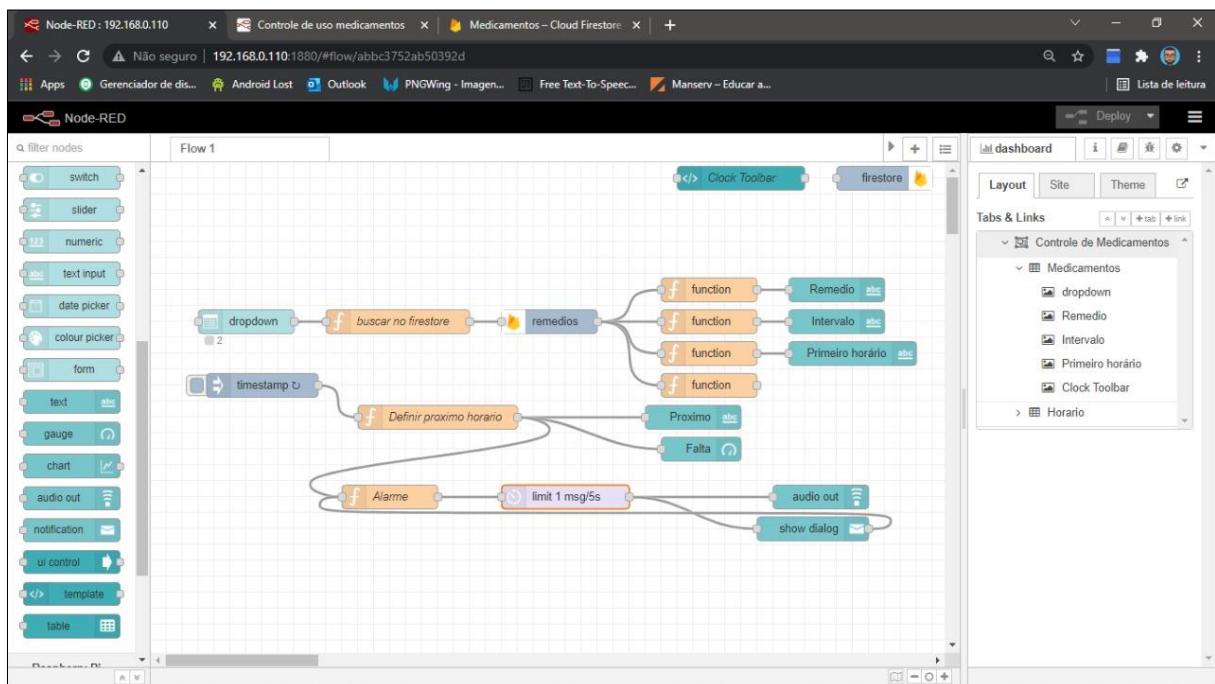 Node-RED : 192.168.0.110
Controle de uso medicamentos
Medicamentos – Cloud Firestore
Não seguro
192.168.0.110:1880/#flow/abbc3752ab50392d
Apps
Gerenciador de dis...
Android Lost
Outlook
PNGWing - Imagen...
Free Text-To-Speec...
Manserv – Educar a...
Lista de leitura
Node-RED
Deploy
filter nodes
Flow 1
dashboard
switch
slider
numeric
text input
date picker
colour picker
form
text
gauge
chart
audio out
notification
ui control
template
table
Clock Toolbar
firestore
dropdown
2
buscar no firestore
remedios
function
Remedio
function
Intervalo
function
Primeiro horário
function
timestamp ↻
Definir proximo horario
Proximo
Falta
Alarme
limit 1 msg/5s
audio out
show dialog
Layout
Site
Theme
Tabs & Links
+tab
+link
Controle de Medicamentos
Medicamentos
dropdown
Remedio
Intervalo
Primeiro horário
Clock Toolbar
Horario